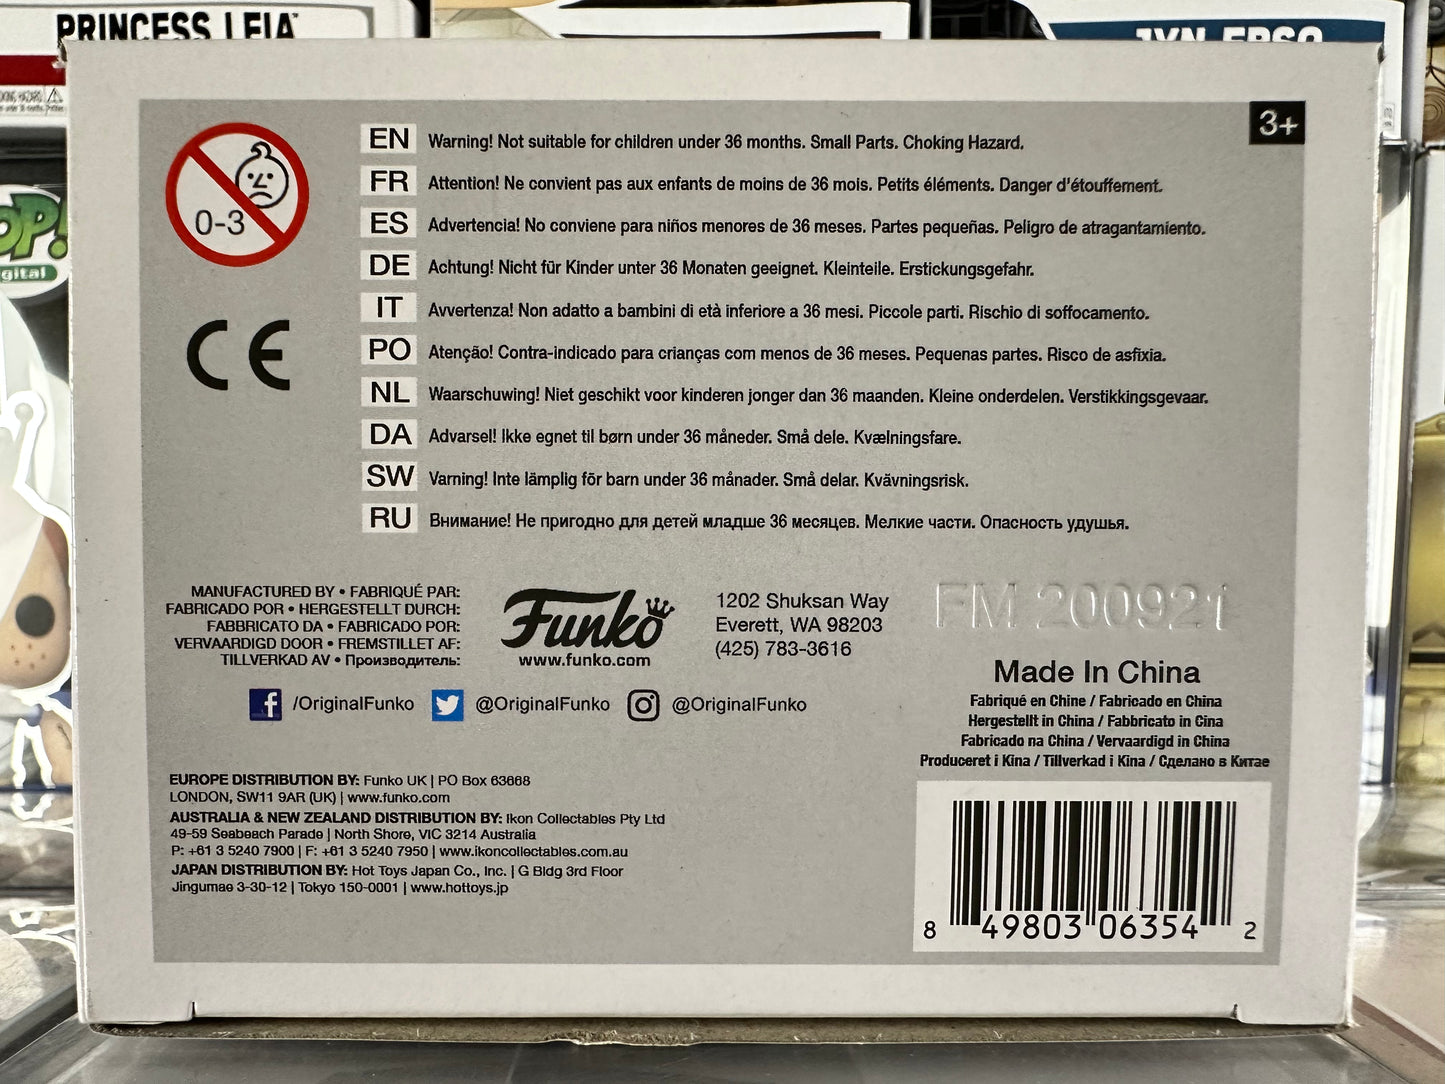 PRINCESS LEIA
JYN ERSO
POP!
gital
3+
0-3
CE
EN Warning! Not suitable for children under 36 months. Small Parts. Choking Hazard.
FR Attention! Ne convient pas aux enfants de moins de 36 mois. Petits éléments. Danger d'étouffement.
ES Advertencia! No conviene para niños menores de 36 meses. Partes pequeñas. Peligro de atragantamiento.
DE Achtung! Nicht für Kinder unter 36 Monaten geeignet. Kleinteile. Erstickungsgefahr.
IT Avvertenza! Non adatto a bambini di età inferiore a 36 mesi. Piccole parti. Rischio di soffocamento.
PO Atenção! Contra-indicado para crianças com menos de 36 meses. Pequenas partes. Risco de asfixia.
NL Waarschuwing! Niet geschikt voor kinderen jonger dan 36 maanden. Kleine onderdelen. Verstikkingsgevaar.
DA Advarsel! Ikke egnet til børn under 36 måneder. Små dele. Kvælningsfare.
SW Varning! Inte lämplig för barn under 36 månader. Små delar. Kvävningsrisk.
RU Внимание! Не пригодно для детей младше 36 месяцев. Мелкие части. Опасность удушья.
MANUFACTURED BY • FABRIQUÉ PAR:
FABRICADO POR • HERGESTELLT DURCH:
FABBRICATO DA • FABRICADO POR:
VERVAARDIGD DOOR • FREMSTILLET AF:
TILLVERKAD AV • Производитель:
Funko
www.funko.com
1202 Shuksan Way
Everett, WA 98203
(425) 783-3616
FM 200921
Made In China
Fabriqué en Chine / Fabricado en China
Hergestellt in China / Fabbricato in Cina
Fabricado na China / Vervaardigd in China
Produceret i Kina / Tillverkad i Kina / Сделано в Китае
/OriginalFunko @OriginalFunko @OriginalFunko
EUROPE DISTRIBUTION BY: Funko UK | PO Box 63668
LONDON, SW11 9AR (UK) | www.funko.com
AUSTRALIA & NEW ZEALAND DISTRIBUTION BY: Ikon Collectables Pty Ltd
49-59 Seabeach Parade | North Shore, VIC 3214 Australia
P: +61 3 5240 7900 | F: +61 3 5240 7950 | www.ikoncollectables.com.au
JAPAN DISTRIBUTION BY: Hot Toys Japan Co., Inc. | G Bldg 3rd Floor
Jingumae 3-30-12 | Tokyo 150-0001 | www.hottoys.jp
8 49803 06354 2